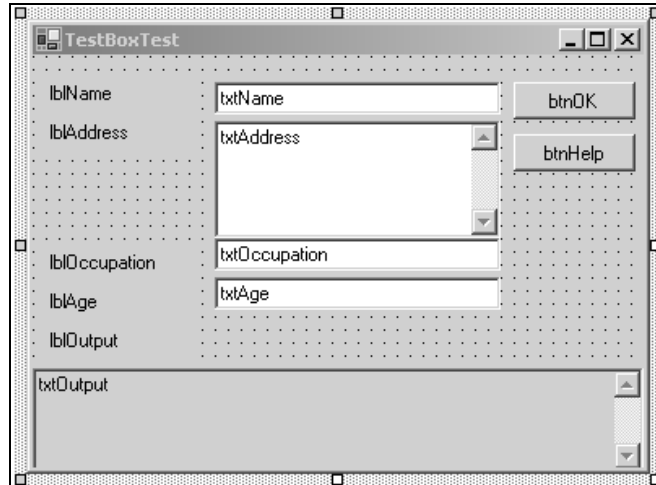 TestBoxTest
lblName
txtName
btnOK
lblAddress
txtAddress
btnHelp
lblOccupation
txtOccupation
lblAge
txtAge
lblOutput
txtOutput